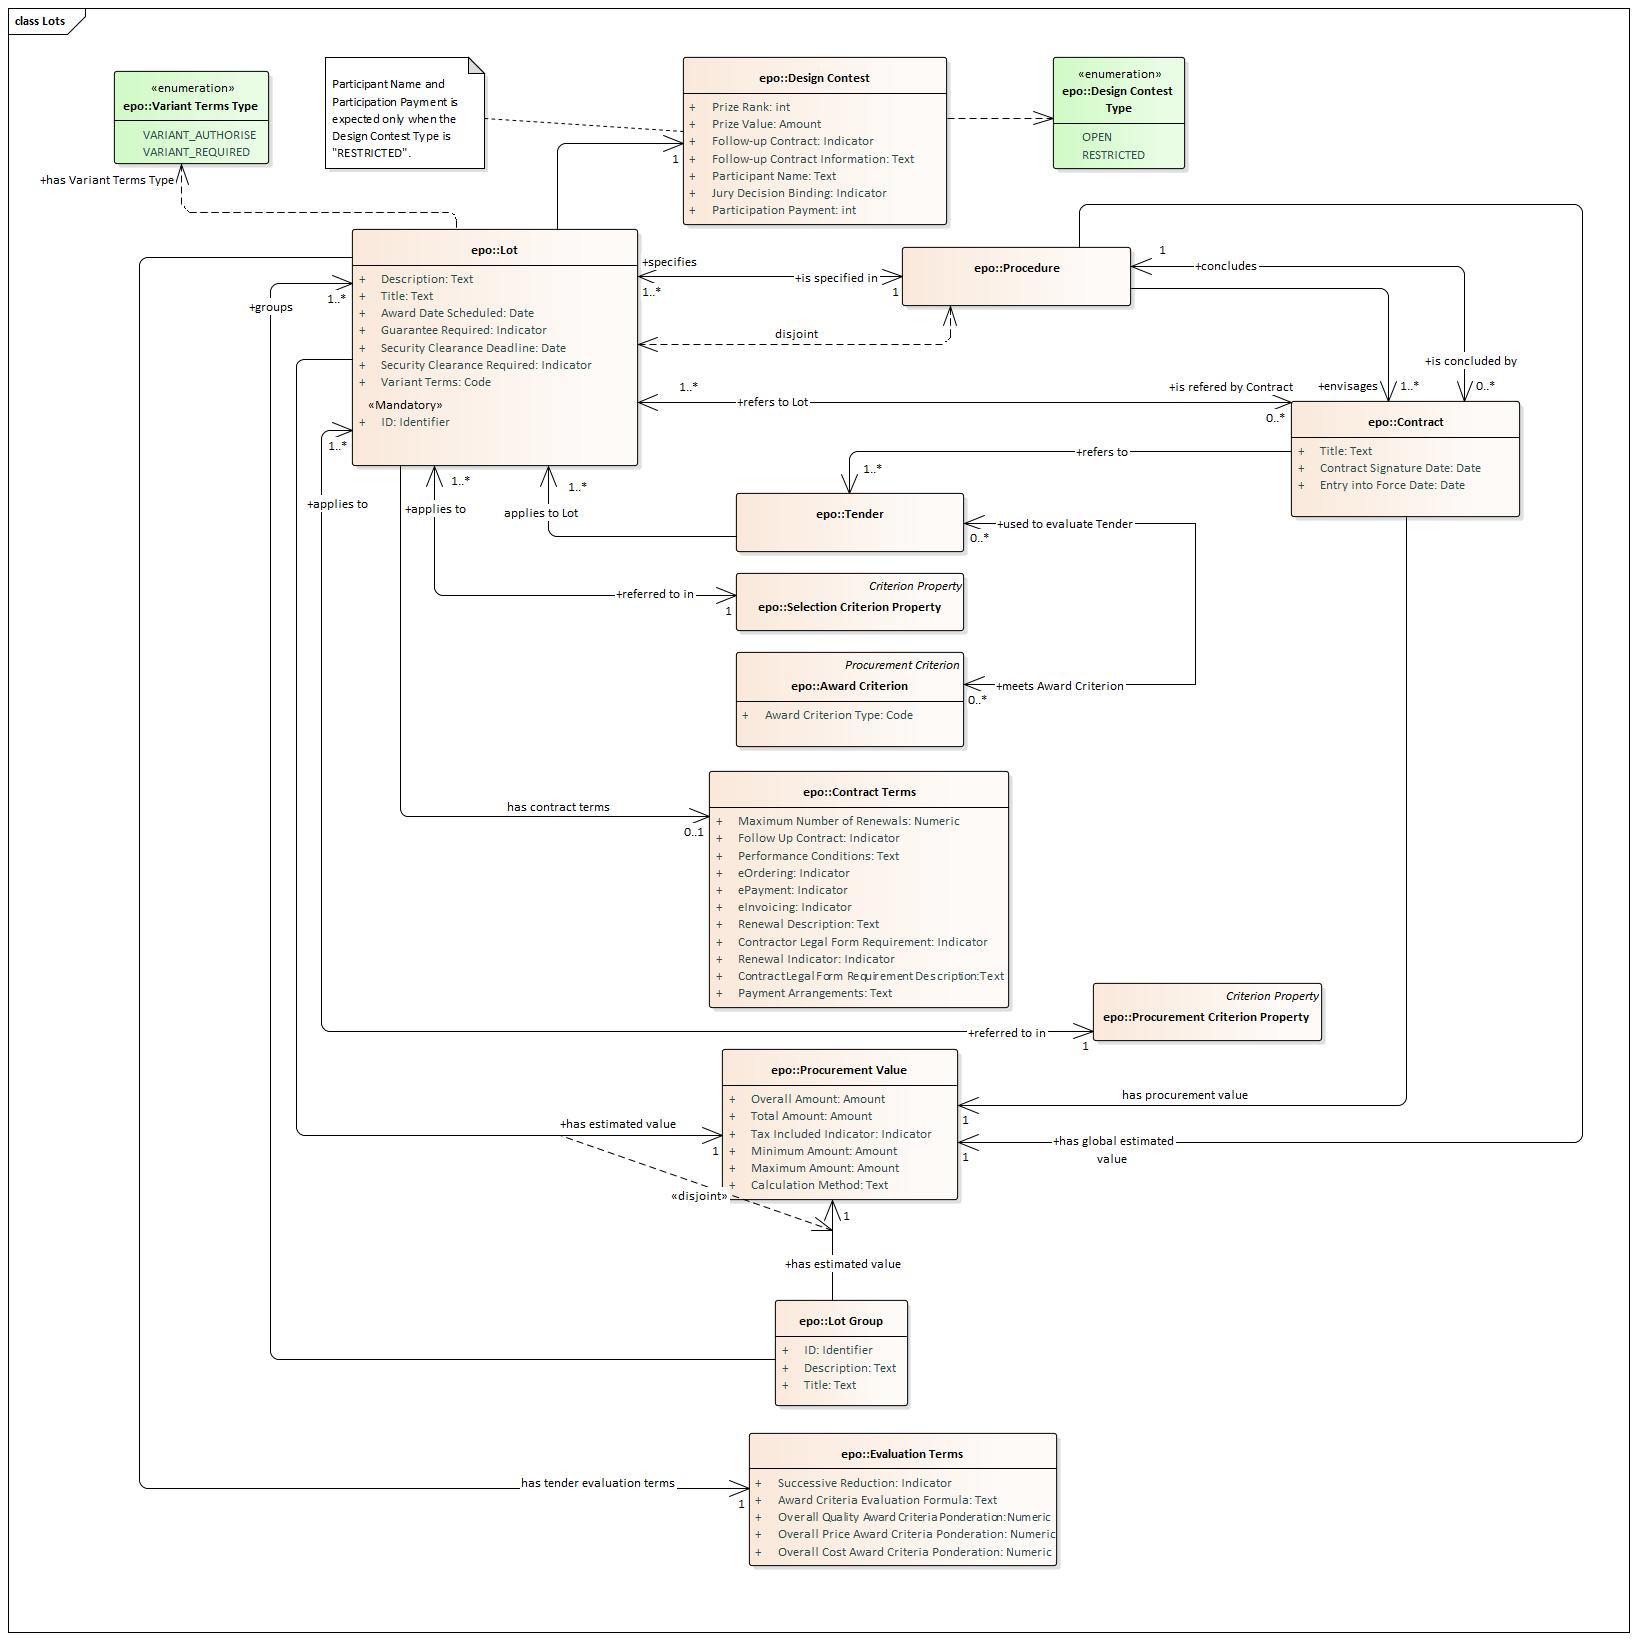 class Lots
«enumeration»
epo::Variant Terms Type
VARIANT_AUTHORISE
VARIANT_REQUIRED
+has Variant Terms Type
Participant Name and
Participation Payment is
expected only when the
Design Contest Type is
"RESTRICTED".
epo::Design Contest
+ Prize Rank: int
+ Prize Value: Amount
+ Follow-up Contract: Indicator
+ Follow-up Contract Information: Text
+ Participant Name: Text
+ Jury Decision Binding: Indicator
+ Participation Payment: int
1
«enumeration»
epo::Design Contest
Type
OPEN
RESTRICTED
epo::Lot
+ Description: Text
+ Title: Text
+ Award Date Scheduled: Date
+ Guarantee Required: Indicator
+ Security Clearance Deadline: Date
+ Security Clearance Required: Indicator
+ Variant Terms: Code
«Mandatory»
+ ID: Identifier
+groups
1..*
+specifies
1..*
+is specified in
1
epo::Procedure
1
+concludes
disjoint
+is concluded by
0..*
+envisages
1..*
1..*
+refers to Lot
+is refered by Contract
0..*
epo::Contract
+ Title: Text
+ Contract Signature Date: Date
+ Entry into Force Date: Date
+refers to
1..*
1..*
+applies to
1..*
+applies to
1..*
applies to Lot
epo::Tender
+used to evaluate Tender
0..*
Criterion Property
epo::Selection Criterion Property
+referred to in
1
Procurement Criterion
epo::Award Criterion
+ Award Criterion Type: Code
+meets Award Criterion
0..*
has contract terms
0..1
epo::Contract Terms
+ Maximum Number of Renewals: Numeric
+ Follow Up Contract: Indicator
+ Performance Conditions: Text
+ eOrdering: Indicator
+ ePayment: Indicator
+ eInvoicing: Indicator
+ Renewal Description: Text
+ Contractor Legal Form Requirement: Indicator
+ Renewal Indicator: Indicator
+ Contract Legal Form Requirement Description: Text
+ Payment Arrangements: Text
Criterion Property
epo::Procurement Criterion Property
+referred to in
1
epo::Procurement Value
+ Overall Amount: Amount
+ Total Amount: Amount
+ Tax Included Indicator: Indicator
+ Minimum Amount: Amount
+ Maximum Amount: Amount
+ Calculation Method: Text
has procurement value
1
+has global estimated
value
1
+has estimated value
1
«disjoint»
1
+has estimated value
epo::Lot Group
+ ID: Identifier
+ Description: Text
+ Title: Text
epo::Evaluation Terms
+ Successive Reduction: Indicator
+ Award Criteria Evaluation Formula: Text
+ Overall Quality Award Criteria Ponderation: Numeric
+ Overall Price Award Criteria Ponderation: Numeric
+ Overall Cost Award Criteria Ponderation: Numeric
has tender evaluation terms
1